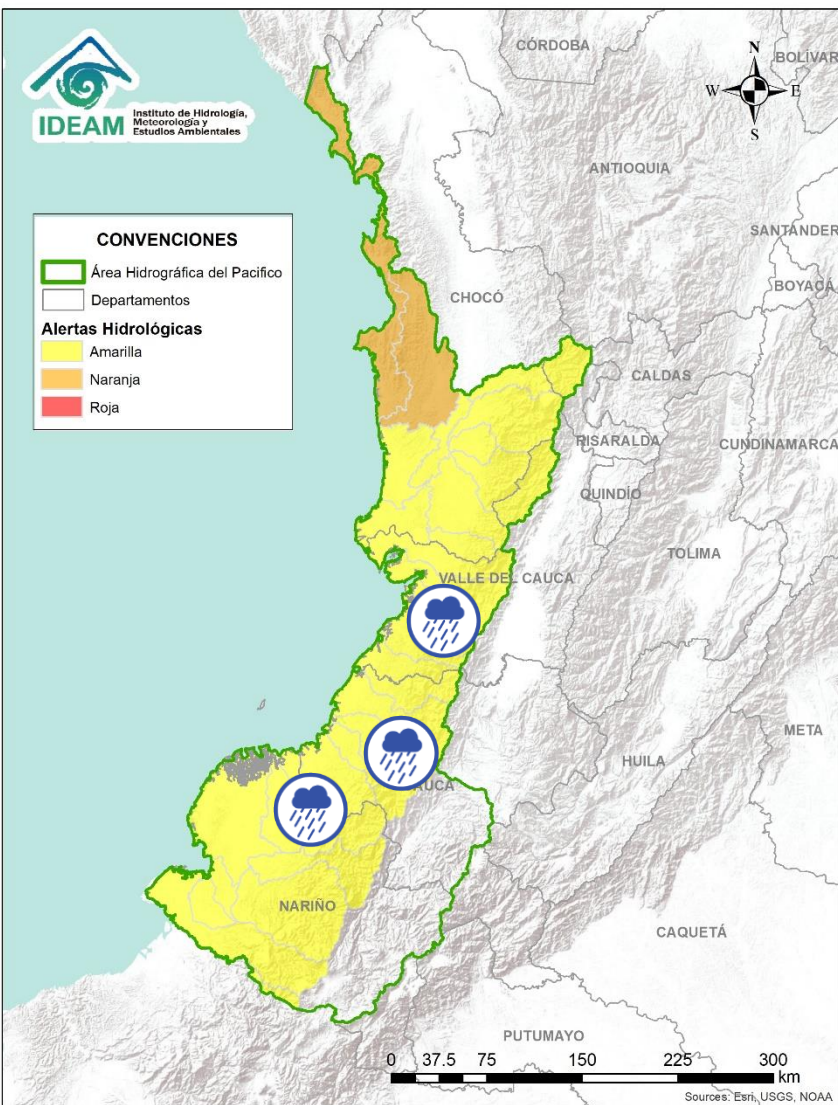 IDEAM
Instituto de Hidrología,
Meteorología y
Estudios Ambientales
N
W
E
S
CÓRDOBA
BOLÍVAR
ANTIOQUIA
SANTANDER
BOYACÁ
CHOCÓ
CALDAS
RISARALDA
CUNDINAMARCA
QUINDÍO
TOLIMA
VALLE DEL CAUCA
META
HUILA
AUCA
NARIÑO
CAQUETÁ
PUTUMAYO
CONVENCIONES
Área Hidrográfica del Pacifico
Departamentos
Alertas Hidrológicas
Amarilla
Naranja
Roja
0 37.5 75 150 225 300
km
Sources: Esri, USGS, NOAA